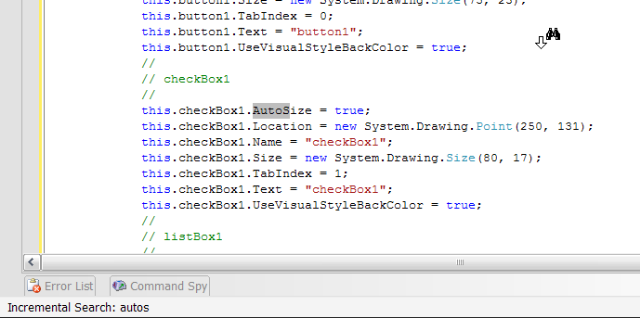 this.button1.Size = new System.Drawing.Size(75, 23);
this.button1.TabIndex = 0;
this.button1.Text = "button1";
this.button1.UseVisualStyleBackColor = true;
//
// checkBox1
//
this.checkBox1.AutoSize = true;
this.checkBox1.Location = new System.Drawing.Point(250, 131);
this.checkBox1.Name = "checkBox1";
this.checkBox1.Size = new System.Drawing.Size(80, 17);
this.checkBox1.TabIndex = 1;
this.checkBox1.Text = "checkBox1";
this.checkBox1.UseVisualStyleBackColor = true;
//
// listBox1
//
Error List
Command Spy
Incremental Search: autos